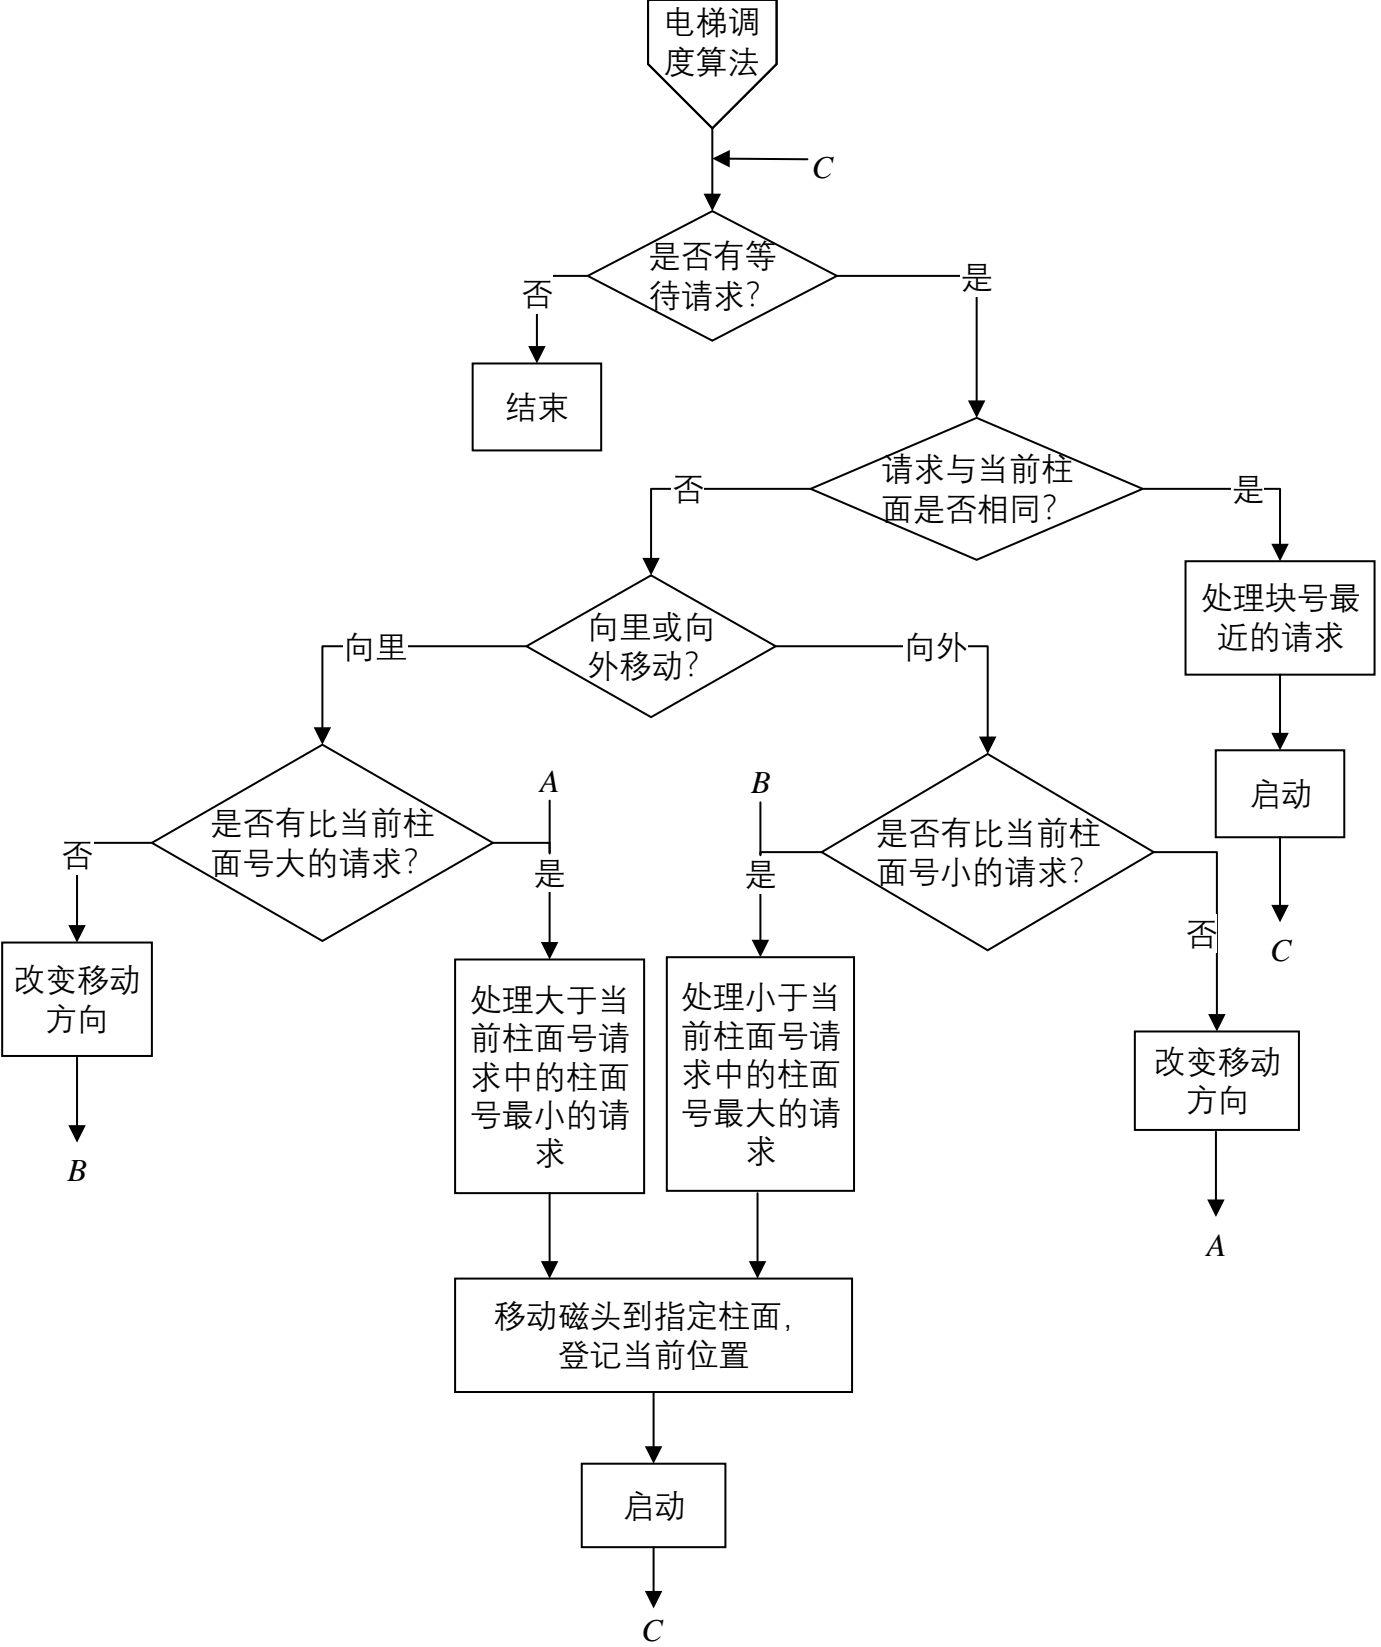 电梯调
度算法
C
是否有等
待请求?
否
是
结束
请求与当前柱
面是否相同?
否
是
处理块号最
近的请求
向里或向
外移动?
向里
向外
启动
C
是否有比当前柱
面号大的请求?
A
B
是否有比当前柱
面号小的请求?
否
是
是
否
改变移动
方向
B
处理大于当
前柱面号请
求中的柱面
号最小的请
求
处理小于当
前柱面号请
求中的柱面
号最大的请
求
改变移动
方向
A
移动磁头到指定柱面,
登记当前位置
启动
C